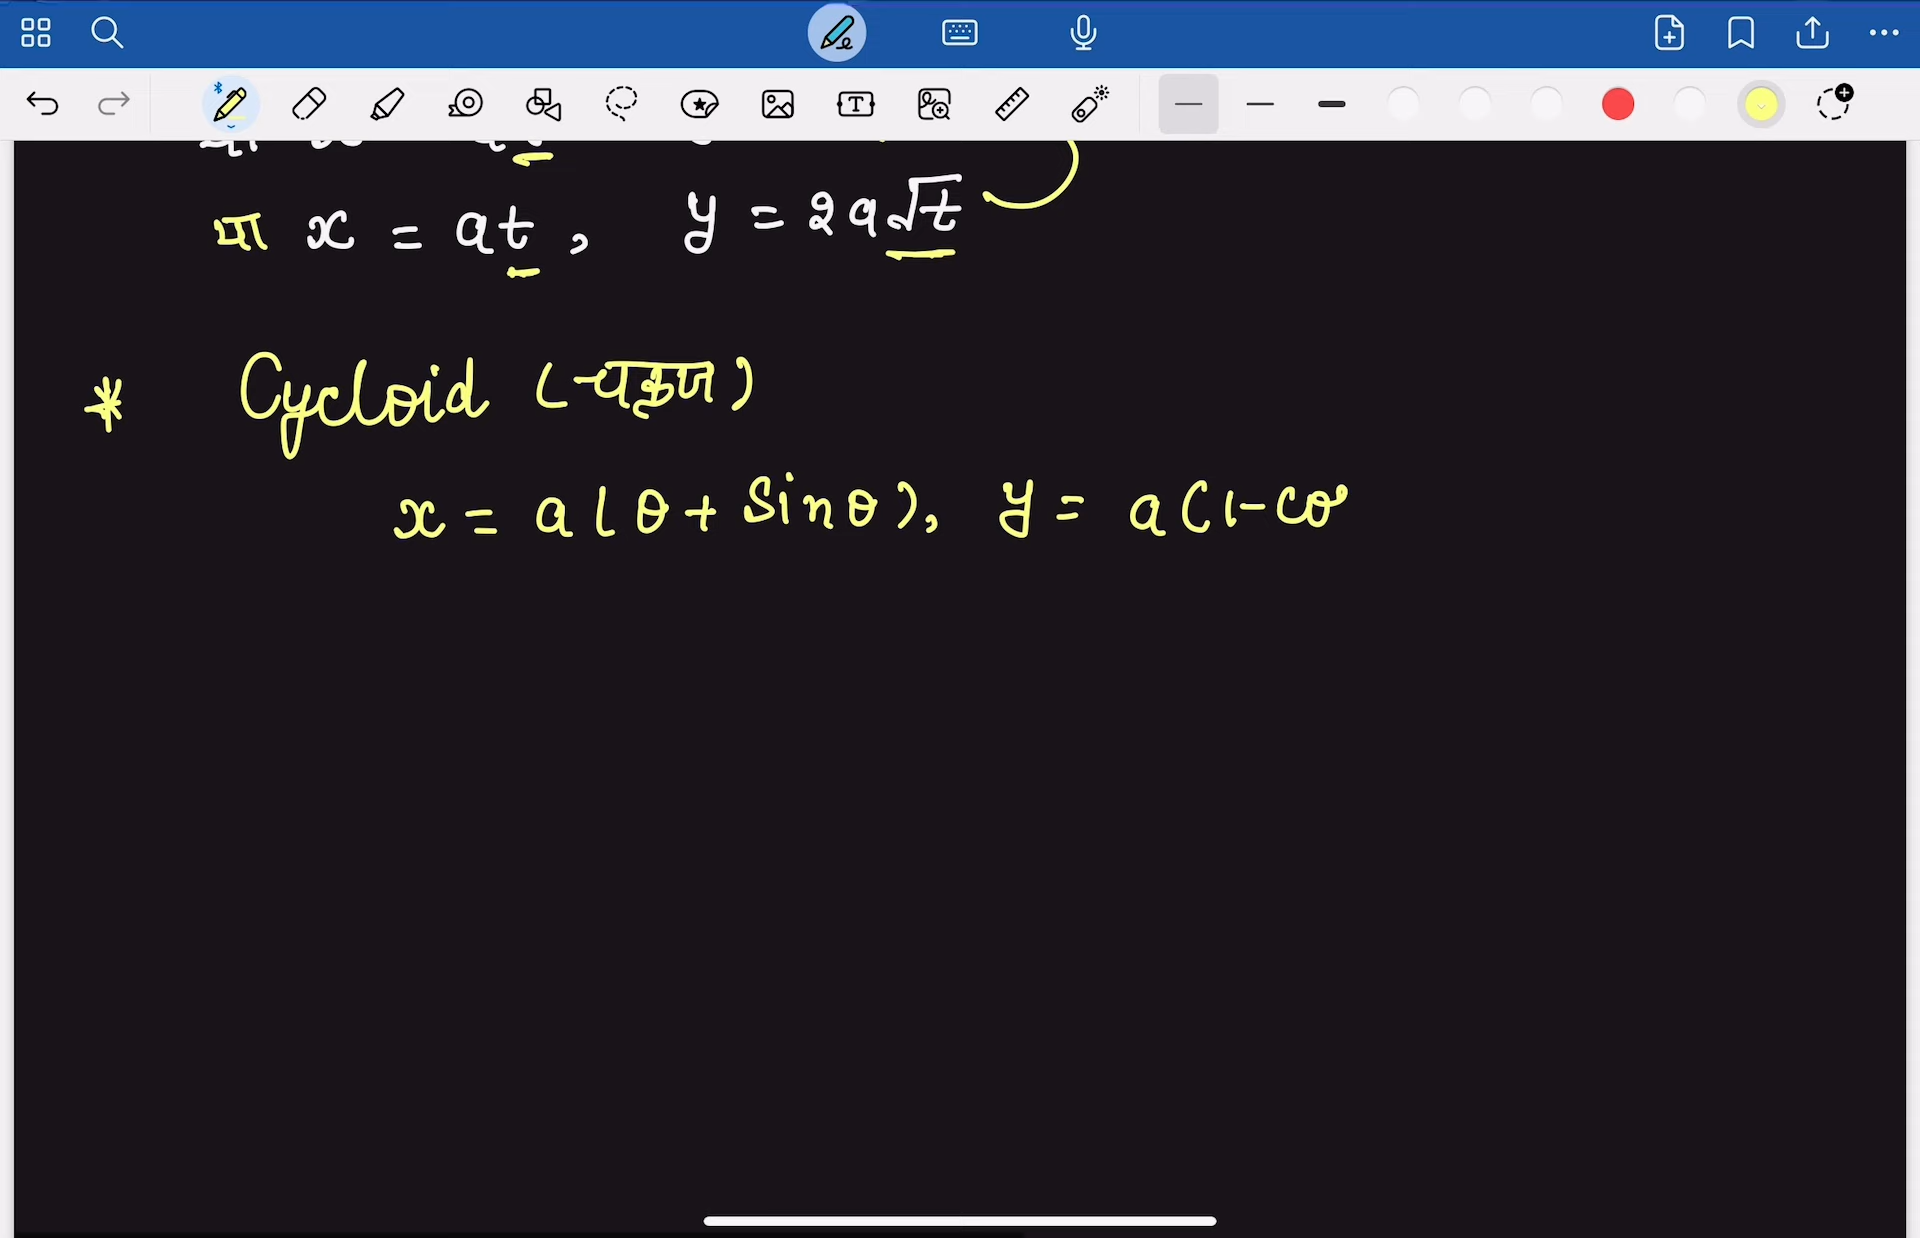 या x = at, y = 2a√t
* Cycloid (चक्रज)
x = a(θ + Sinθ), y = a(1-co